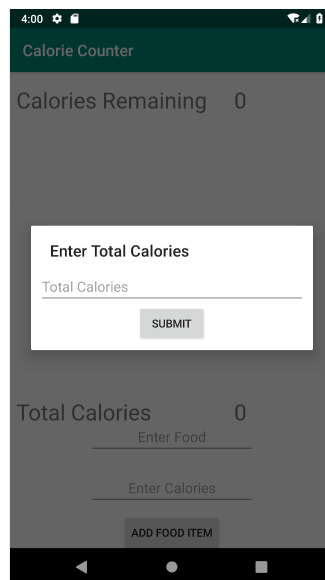 4:00
Calorie Counter
Calories Remaining 0
Enter Total Calories
Total Calories
SUBMIT
Total Calories 0
Enter Food
Enter Calories
ADD FOOD ITEM